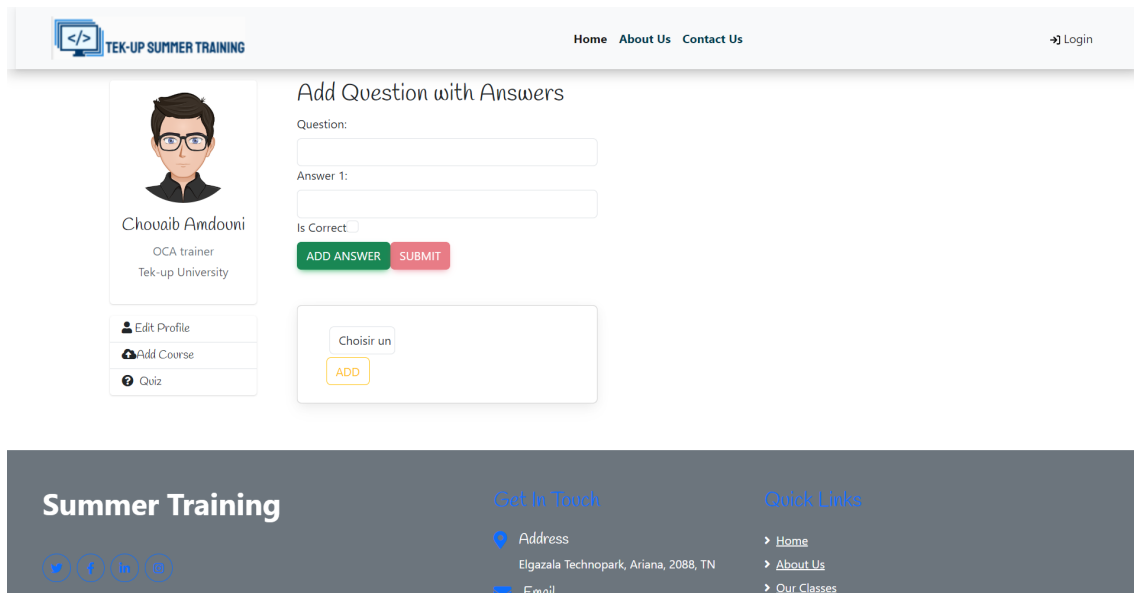 </>
TEK-UP SUMMER TRAINING
Home About Us Contact Us
Login
Chouaib Amdouni
OCA trainer
Tek-up University
Edit Profile
Add Course
Quiz
Add Question with Answers
Question:
Answer 1:
Is Correct
ADD ANSWER SUBMIT
Choisir un
ADD
Summer Training
Get In Touch
Address
Elgazala Technopark, Ariana, 2088, TN
Email
Quick Links
Home
About Us
Our Classes